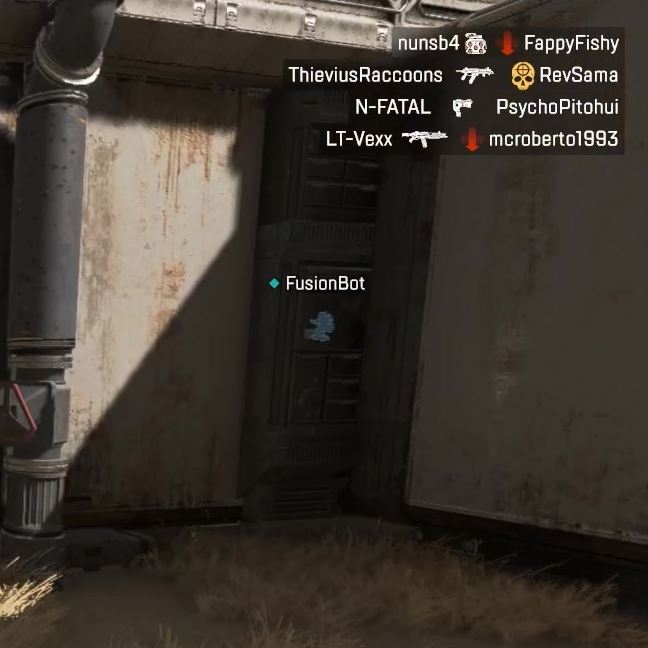 nunsb4 FappyFishy
ThieviusRaccoons RevSama
N-FATAL PsychoPitohui
LT-Vexx mcroberto1993
FusionBot